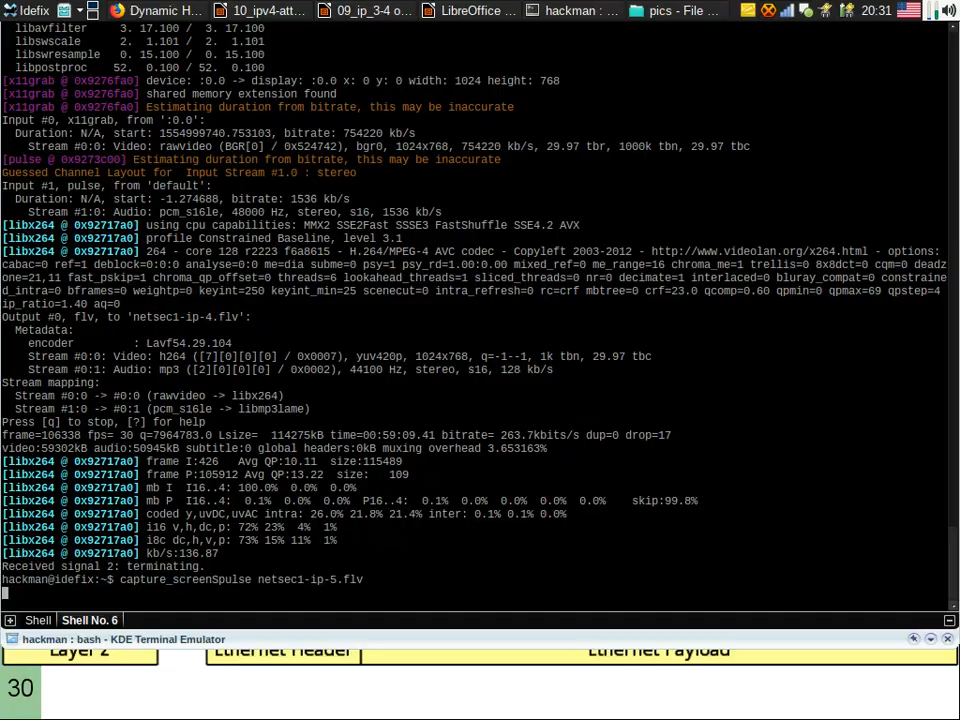 Idefix
Dynamic H...
10_ipv4-att...
09_ip_3-4 o...
LibreOffice ...
hackman : ...
pics - File ...
20:31
libavfilter 3. 17.100 / 3. 17.100
libswscale 2. 1.101 / 2. 1.101
libswresample 0. 15.100 / 0. 15.100
libpostproc 52. 0.100 / 52. 0.100
[x11grab @ 0x9276fa0] device: :0.0 -> display: :0.0 x: 0 y: 0 width: 1024 height: 768
[x11grab @ 0x9276fa0] shared memory extension found
[x11grab @ 0x9276fa0] Estimating duration from bitrate, this may be inaccurate
Input #0, x11grab, from ':0.0':
Duration: N/A, start: 1554999740.753103, bitrate: 754220 kb/s
Stream #0:0: Video: rawvideo (BGR[0] / 0x524742), bgr0, 1024x768, 754220 kb/s, 29.97 tbr, 1000k tbn, 29.97 tbc
[pulse @ 0x9273c00] Estimating duration from bitrate, this may be inaccurate
Guessed Channel Layout for Input Stream #1.0 : stereo
Input #1, pulse, from 'default':
Duration: N/A, start: -1.274688, bitrate: 1536 kb/s
Stream #1:0: Audio: pcm_s16le, 48000 Hz, stereo, s16, 1536 kb/s
[libx264 @ 0x92717a0] using cpu capabilities: MMX2 SSE2Fast SSSE3 FastShuffle SSE4.2 AVX
[libx264 @ 0x92717a0] profile Constrained Baseline, level 3.1
[libx264 @ 0x92717a0] 264 - core 128 r2223 f6a8615 - H.264/MPEG-4 AVC codec - Copyleft 2003-2012 - http://www.videolan.org/x264.html - options:
cabac=0 ref=1 deblock=0:0:0 analyse=0:0 me=dia subme=0 psy=1 psy_rd=1.00:0.00 mixed_ref=0 me_range=16 chroma_me=1 trellis=0 8x8dct=0 cqm=0 deadz
one=21,11 fast_pskip=1 chroma_qp_offset=0 threads=6 lookahead_threads=1 sliced_threads=0 nr=0 decimate=1 interlaced=0 bluray_compat=0 constraine
d_intra=0 bframes=0 weightp=0 keyint=250 keyint_min=25 scenecut=0 intra_refresh=0 rc=crf mbtree=0 crf=23.0 qcomp=0.60 qpmin=0 qpmax=69 qpstep=4
ip_ratio=1.40 aq=0
Output #0, flv, to 'netsec1-ip-4.flv':
Metadata:
encoder : Lavf54.29.104
Stream #0:0: Video: h264 ([7][0][0][0] / 0x0007), yuv420p, 1024x768, q=-1--1, 1k tbn, 29.97 tbc
Stream #0:1: Audio: mp3 ([2][0][0][0] / 0x0002), 44100 Hz, stereo, s16, 128 kb/s
Stream mapping:
Stream #0:0 -> #0:0 (rawvideo -> libx264)
Stream #1:0 -> #0:1 (pcm_s16le -> libmp3lame)
Press [q] to stop, [?] for help
frame=106338 fps= 30 q=7964783.0 Lsize= 114275kB time=00:59:09.41 bitrate= 263.7kbits/s dup=0 drop=17
video:59302kB audio:50945kB subtitle:0 global headers:0kB muxing overhead 3.653163%
[libx264 @ 0x92717a0] frame I:426 Avg QP:10.11 size:115489
[libx264 @ 0x92717a0] frame P:105912 Avg QP:13.22 size: 109
[libx264 @ 0x92717a0] mb I I16..4: 100.0% 0.0% 0.0%
[libx264 @ 0x92717a0] mb P I16..4: 0.1% 0.0% 0.0% P16..4: 0.1% 0.0% 0.0% 0.0% 0.0% skip:99.8%
[libx264 @ 0x92717a0] coded y,uvDC,uvAC intra: 26.0% 21.8% 21.4% inter: 0.1% 0.1% 0.0%
[libx264 @ 0x92717a0] i16 v,h,dc,p: 72% 23% 4% 1%
[libx264 @ 0x92717a0] i8c dc,h,v,p: 73% 15% 11% 1%
[libx264 @ 0x92717a0] kb/s:136.87
Received signal 2: terminating.
hackman@idefix:~$ capture_screenSpulse netsec1-ip-5.flv
Shell
Shell No. 6
hackman : bash - KDE Terminal Emulator
Layer 2
Ethernet Header
Ethernet Payload
30